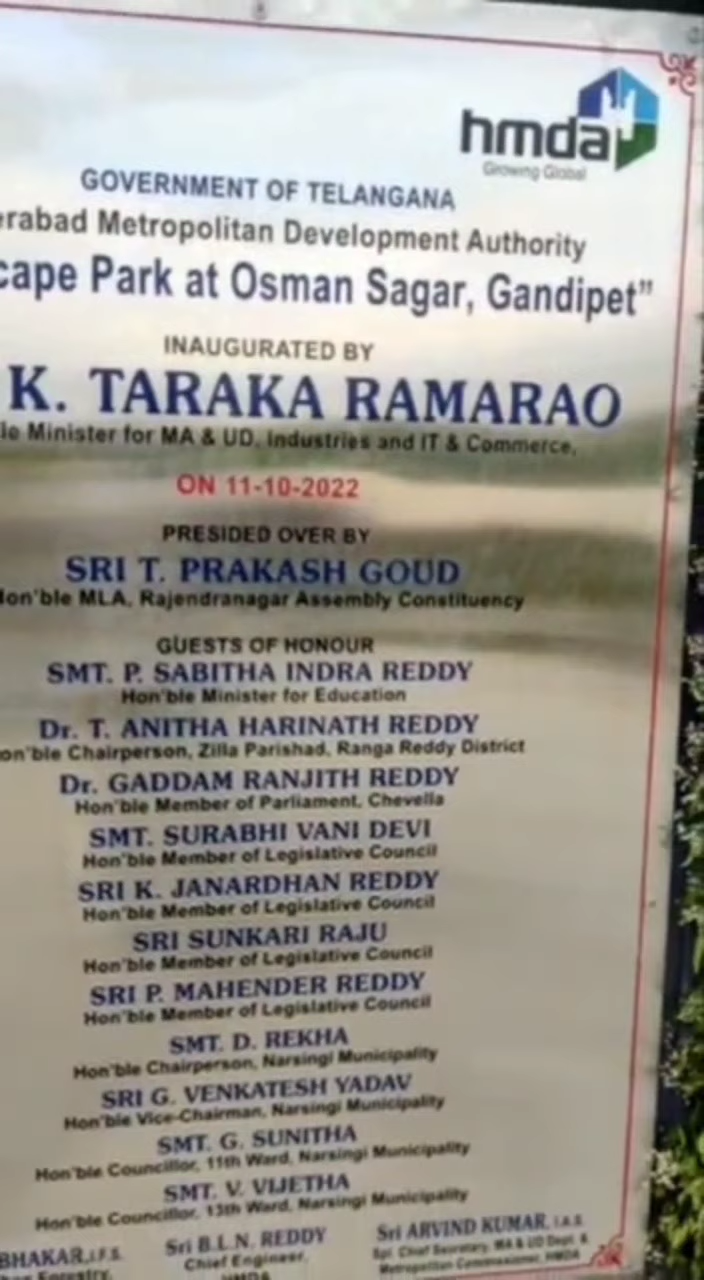 hmda
Growing Global
GOVERNMENT OF TELANGANA
erabad Metropolitan Development Authority
cape Park at Osman Sagar, Gandipet”
INAUGURATED BY
K. TARAKA RAMARAO
le Minister for MA & UD, Industries and IT & Commerce.
ON 11-10-2022
PRESIDED OVER BY
SRI T. PRAKASH GOUD
Hon'ble MLA, Rajendranagar Assembly Constituency
GUESTS OF HONOUR
SMT. P. SABITHA INDRA REDDY
Hon'ble Minister for Education
Dr. T. ANITHA HARINATH REDDY
on'ble Chairperson, Zilla Parishad, Ranga Reddy District
Dr. GADDAM RANJITH REDDY
Hon'ble Member of Parliament, Chevella
SMT. SURABHI VANI DEVI
Hon'ble Member of Legislative Council
SRI K. JANARDHAN REDDY
Hon'ble Member of Legislative Council
SRI SUNKARI RAJU
Hon'ble Member of Legislative Council
SRI P. MAHENDER REDDY
Hon'ble Member of Legislative Council
SMT. D. REKHA
Hon'ble Chairperson, Narsingi Municipality
SRI G. VENKATESH YADAV
Hon'ble Vice-Chairman, Narsingi Municipality
SMT. G. SUNITHA
Hon'ble Councillor, 11th Ward, Narsingi Municipality
SMT. V. VIJETHA
Hon'ble Councillor, 13th Ward, Narsingi Municipality
BHAKAR, I.F.S.
Forestry,
Sri B.L.N. REDDY
Chief Engineer,
HMDA
Sri ARVIND KUMAR, I.A.S.
Spl. Chief Secretary, MA & UD Dept. &
Metropolitan Commissioner, HMDA